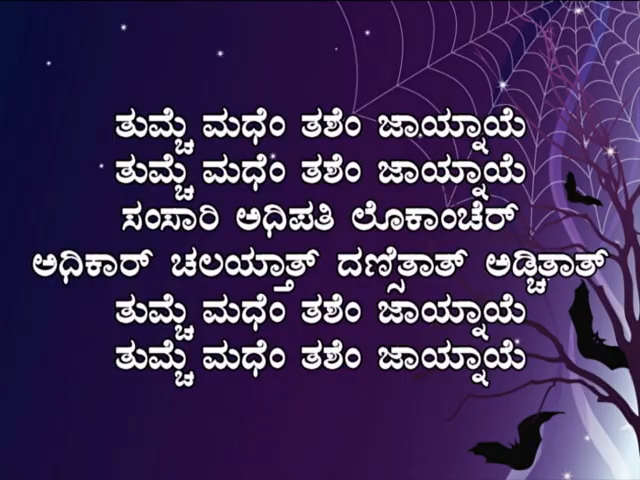 ತುಮ್ಚೆ ಮಧೆಂ ತಶೆಂ ಜಾಯ್ನಾಯೆ
ತುಮ್ಚೆ ಮಧೆಂ ತಶೆಂ ಜಾಯ್ನಾಯೆ
ಸಂಸಾರಿ ಅಧಿಪತಿ ಲೊಕಾಂಚೆರ್
ಅಧಿಕಾರ್ ಚಲಯ್ತಾತ್ ದಣ್ಸಿತಾತ್ ಅಡ್ಚಿತಾತ್
ತುಮ್ಚೆ ಮಧೆಂ ತಶೆಂ ಜಾಯ್ನಾಯೆ
ತುಮ್ಚೆ ಮಧೆಂ ತಶೆಂ ಜಾಯ್ನಾಯೆ